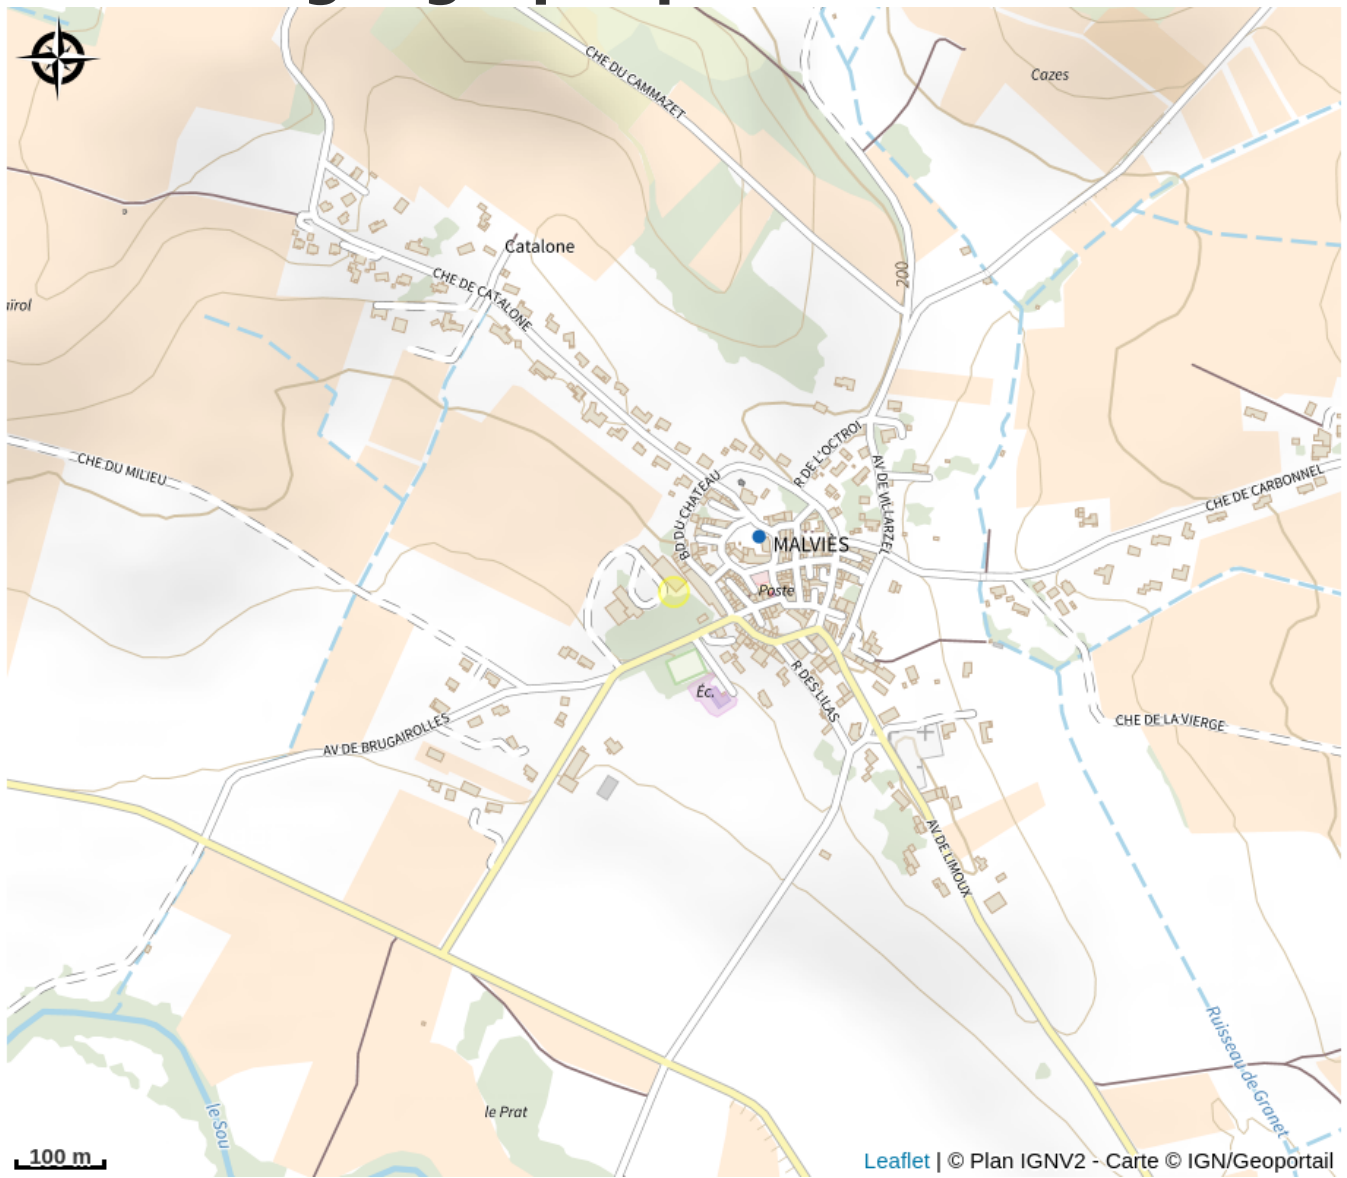 CHE DU CAMMAZET
Cazes
Catalone
200
CHE DE CATALONE
aïrol
R DE L'OCTROI
CHE DU MILIEU
BD DU CHATEAU
AV DE VILLARZEL
CHE DE CARBONNEL
MALVIES
Poste
R DES LILAS
Éc.
CHE DE LA VIERGE
AV DE BRUGAIROLLES
AV DE LIMOUX
Ruisseau de Granet
le Sou
le Prat
100 m
Leaflet | © Plan IGNV2 - Carte © IGN/Geoportail